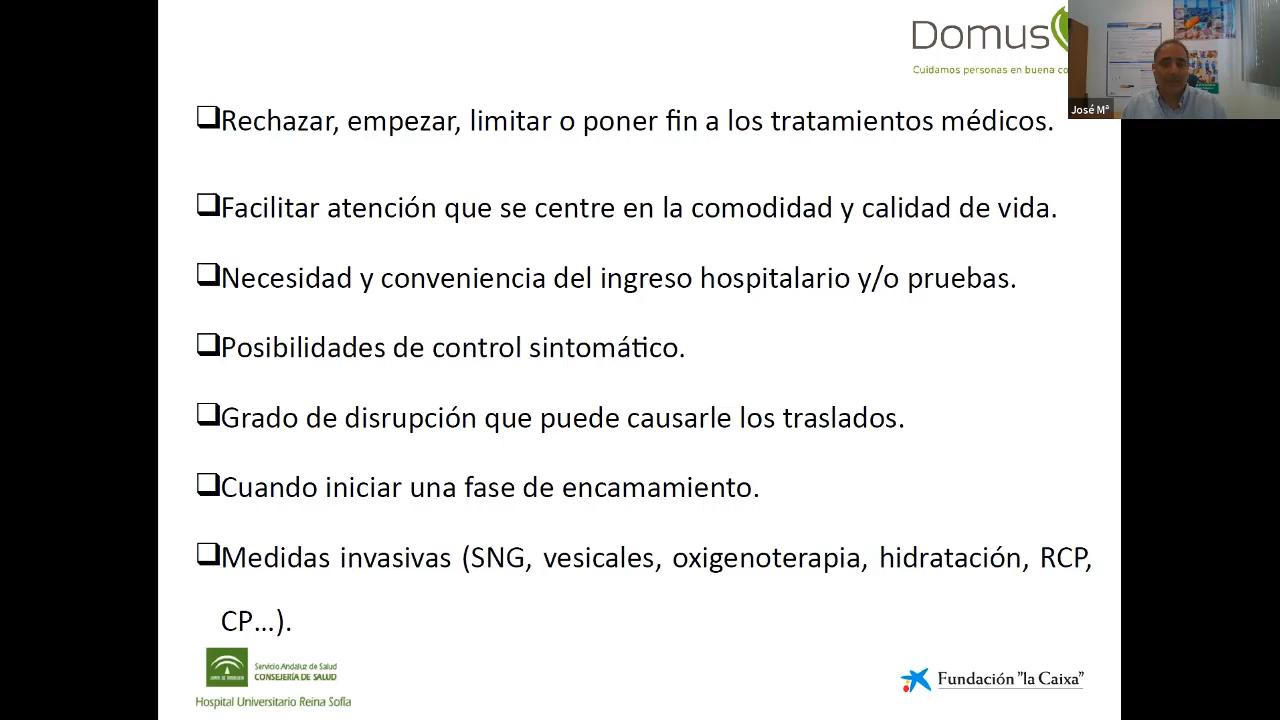 Domus
Cuidamos personas en buena co
José Mª
Rechazar, empezar, limitar o poner fin a los tratamientos médicos.
Facilitar atención que se centre en la comodidad y calidad de vida.
Necesidad y conveniencia del ingreso hospitalario y/o pruebas.
Posibilidades de control sintomático.
Grado de disrupción que puede causarle los traslados.
Cuando iniciar una fase de encamamiento.
Medidas invasivas (SNG, vesicales, oxigenoterapia, hidratación, RCP,
CP...).
Servicio Andaluz de Salud
CONSEJERÍA DE SALUD
JUNTA DE ANDALUCIA
Hospital Universitario Reina Sofía
Fundación "la Caixa"